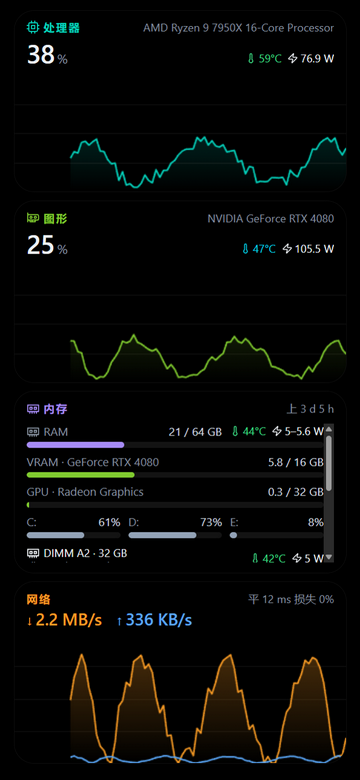 处理器 AMD Ryzen 9 7950X 16-Core Processor
38 % 59°C 76.9 W
图形 NVIDIA GeForce RTX 4080
25 % 47°C 105.5 W
内存 上 3 d 5 h
RAM 21 / 64 GB 44°C 5–5.6 W
VRAM · GeForce RTX 4080 5.8 / 16 GB
GPU · Radeon Graphics 0.3 / 32 GB
C: 61% D: 73% E: 8%
DIMM A2 · 32 GB 42°C 5 W
网络 平 12 ms 损失 0%
↓2.2 MB/s ↑336 KB/s